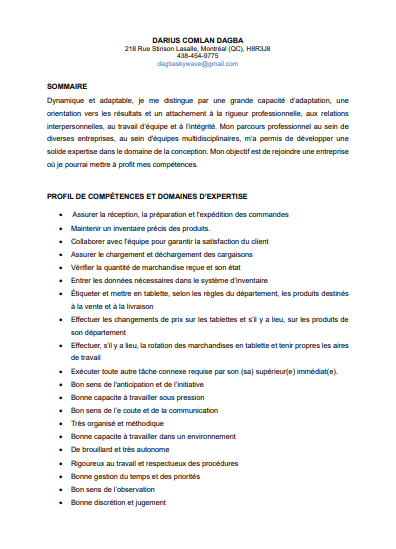 DARIUS COMLAN DAGBA
218 Rue Stinson Lasalle, Montréal (QC), H8R3J8
438-454-9775
dagbaskywave@gmail.com
SOMMAIRE
Dynamique et adaptable, je me distingue par une grande capacité d'adaptation, une
orientation vers les résultats et un attachement à la rigueur professionnelle, aux relations
interpersonnelles, au travail d'équipe et à l'intégrité. Mon parcours professionnel au sein de
diverses entreprises, au sein d'équipes multidisciplinaires, m'a permis de développer une
solide expertise dans le domaine de la conception. Mon objectif est de rejoindre une entreprise
où je pourrai mettre à profit mes compétences.
PROFIL DE COMPÉTENCES ET DOMAINES D'EXPERTISE
• Assurer la réception, la préparation et l'expédition des commandes
• Maintenir un inventaire précis des produits.
• Collaborer avec l'équipe pour garantir la satisfaction du client
• Assurer le chargement et déchargement des cargaisons
• Vérifier la quantité de marchandise reçue et son état
• Entrer les données nécessaires dans le système d'inventaire
• Étiqueter et mettre en tablette, selon les règles du département, les produits destinés
à la vente et à la livraison
• Effectuer les changements de prix sur les tablettes et s'il y a lieu, sur les produits de
son département
• Effectuer, s'il y a lieu, la rotation des marchandises en tablette et tenir propres les aires
de travail
• Exécuter toute autre tâche connexe requise par son (sa) supérieur(e) immédiat(e).
• Bon sens de l'anticipation et de l'initiative
• Bonne capacité à travailler sous pression
• Bon sens de l'e coute et de la communication
• Très organisé et méthodique
• Bonne capacité à travailler dans un environnement
• De brouillard et très autonome
• Rigoureux au travail et respectueux des procédures
• Bonne gestion du temps et des priorités
• Bon sens de l'observation
• Bonne discrétion et jugement